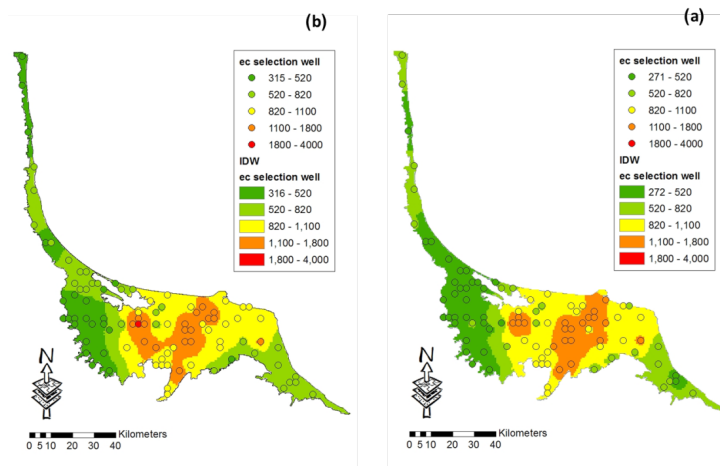 (b)
ec selection well
315 - 520
520 - 820
820 - 1100
1100 - 1800
1800 - 4000
IDW
ec selection well
316 - 520
520 - 820
820 - 1,100
1,100 - 1,800
1,800 - 4,000
N
Kilometers
0 5 10 20 30 40
(a)
ec selection well
271 - 520
520 - 820
820 - 1100
1100 - 1800
1800 - 4000
IDW
ec selection well
272 - 520
520 - 820
820 - 1,100
1,100 - 1,800
1,800 - 4,000
N
Kilometers
0 5 10 20 30 40